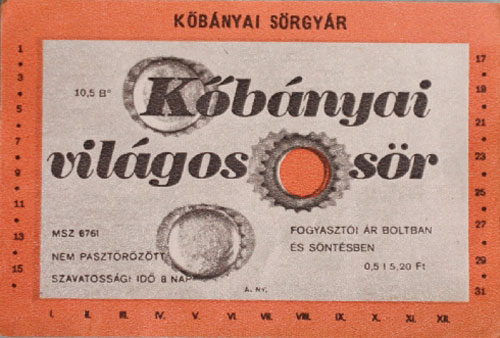 KŐBÁNYAI SÖRGYÁR
1
3
5
7
9
11
13
15
17
19
21
23
25
27
29
31
10,5 B°
Kőbányai
világos sör
MSZ 8761
NEM PASZTŐRÖZÖTT
SZAVATOSSÁGI IDŐ 8 NAP
FOGYASZTÓI ÁR BOLTBAN
ÉS SÖNTÉSBEN
0,5 l 5,20 Ft
Á. NY.
I. II. III. IV. V. VI. VII. VIII. IX. X. XI. XII.